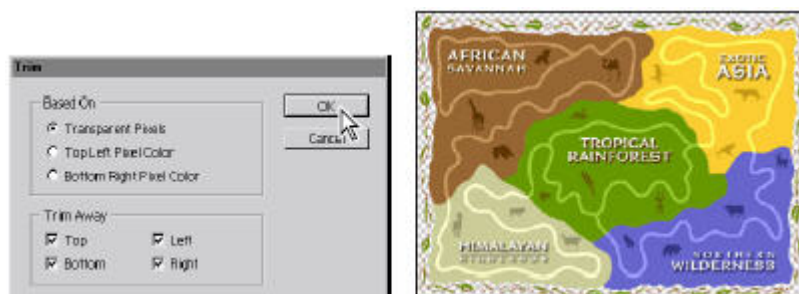 Trim
Based On
Transparent Pixels
Top Left Pixel Color
Bottom Right Pixel Color
OK
Cancel
Trim Away
Top
Left
Bottom
Right
AFRICAN
SAVANNAH
EXOTIC
ASIA
TROPICAL
RAINFOREST
HIMALAYAN
NORTHERN
WILDERNESS